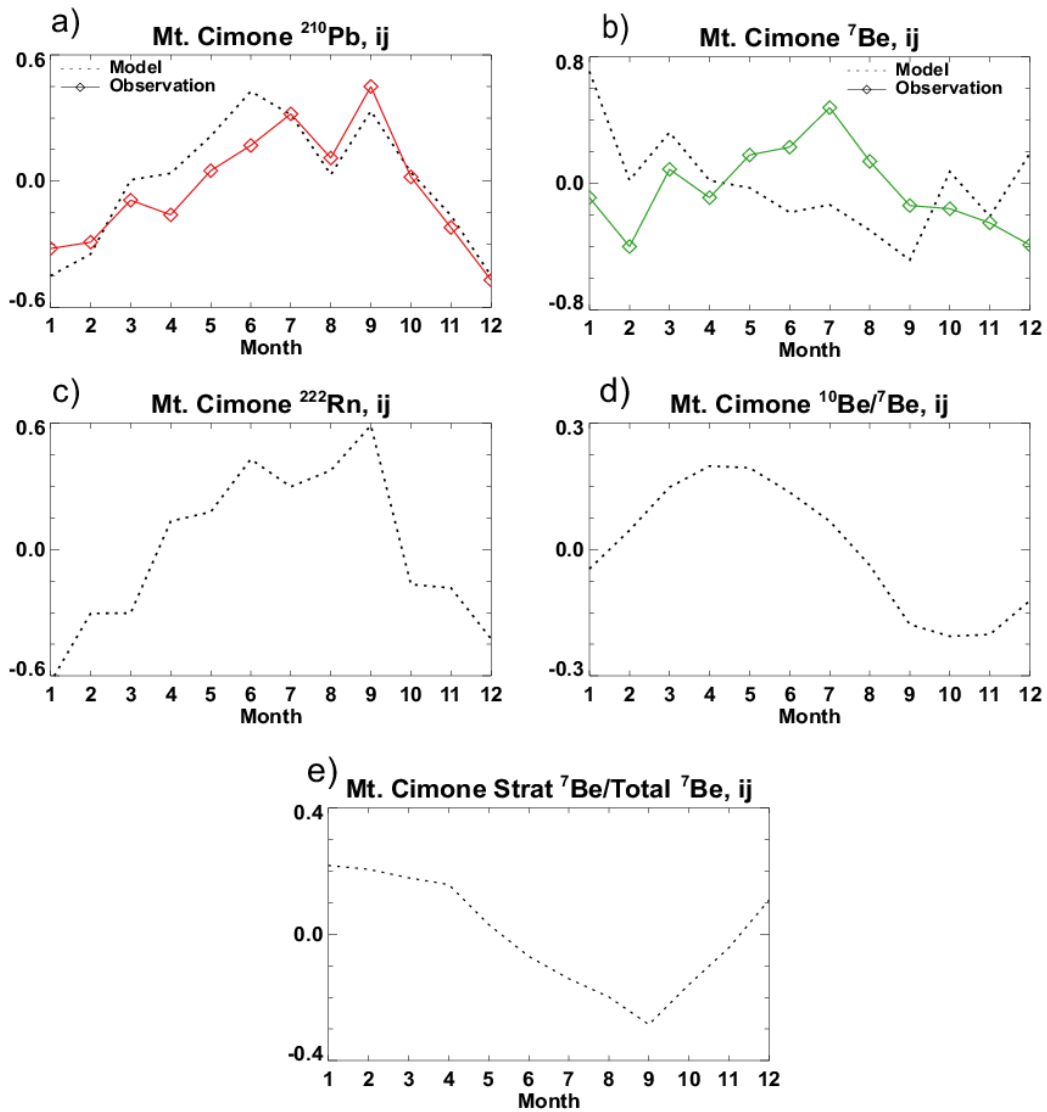 a)
Mt. Cimone ²¹⁰Pb, ij
0.6
0.0
-0.6
Model
Observation
1 2 3 4 5 6 7 8 9 10 11 12
Month
b)
Mt. Cimone ⁷Be, ij
0.8
0.0
-0.8
Model
Observation
1 2 3 4 5 6 7 8 9 10 11 12
Month
c)
Mt. Cimone ²²²Rn, ij
0.6
0.0
-0.6
1 2 3 4 5 6 7 8 9 10 11 12
Month
d)
Mt. Cimone ¹⁰Be/⁷Be, ij
0.3
0.0
-0.3
1 2 3 4 5 6 7 8 9 10 11 12
Month
e)
Mt. Cimone Strat ⁷Be/Total ⁷Be, ij
0.4
0.0
-0.4
1 2 3 4 5 6 7 8 9 10 11 12
Month